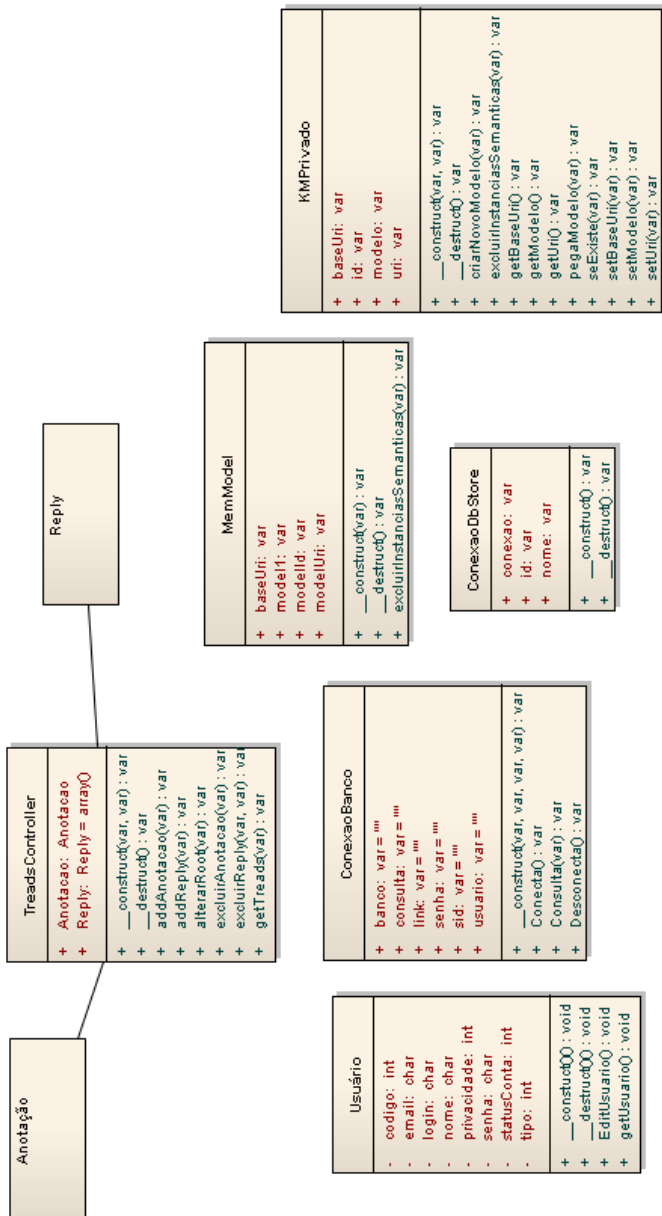 Anotação
TreadsController
+ Anotacao: Anotacao
+ Reply: Reply = array()
+ __construct(var, var) : var
+ __destruct() : var
+ addAnotacao(var) : var
+ addReply(var) : var
+ alterarRoot(var) : var
+ excluirAnotacao(var) : var
+ excluirReply(var, var) : var
+ getTreads(var) : var
Reply
Usuário
- codigo: int
- email: char
- login: char
- nome: char
- privacidade: int
- senha: char
- statusConta: int
- tipo: int
+ __constuct()() : void
+ __destruct()() : void
+ EditUsuario() : void
+ getUsuario() : void
ConexaoBanco
+ banco: var = ""
+ consulta: var = ""
+ link: var = ""
+ senha: var = ""
+ sid: var = ""
+ usuario: var = ""
+ __construct(var, var, var, var) : var
+ Conecta() : var
+ Consulta(var) : var
+ Desconecta() : var
MemModel
+ baseUri: var
+ model1: var
+ modelId: var
+ modelUri: var
+ __construct(var) : var
+ __destruct() : var
+ excluirInstanciasSemanticas(var) : var
ConexaoDbStore
+ conexao: var
+ id: var
+ nome: var
+ __construct() : var
+ __destruct() : var
KMPrivado
+ baseUri: var
+ id: var
+ modelo: var
+ uri: var
+ __construct(var, var) : var
+ __destruct() : var
+ criarNovoModelo(var) : var
+ excluirInstanciasSemanticas(var) : var
+ getBaseUri() : var
+ getModelo() : var
+ getUri() : var
+ pegaModelo(var) : var
+ seExiste(var) : var
+ setBaseUri(var) : var
+ setModelo(var) : var
+ setUri(var) : var